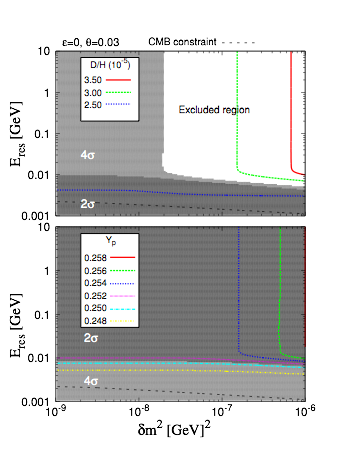 ε=0, θ=0.03 CMB constraint
D/H (10⁻⁵)
3.50
3.00
2.50
Excluded region
4σ
2σ
10
1
0.1
0.01
0.001
E_res [GeV]
Y_p
0.258
0.256
0.254
0.252
0.250
0.248
2σ
4σ
10
1
0.1
0.01
0.001
E_res [GeV]
10⁻⁹ 10⁻⁸ 10⁻⁷ 10⁻⁶
δm² [GeV]²